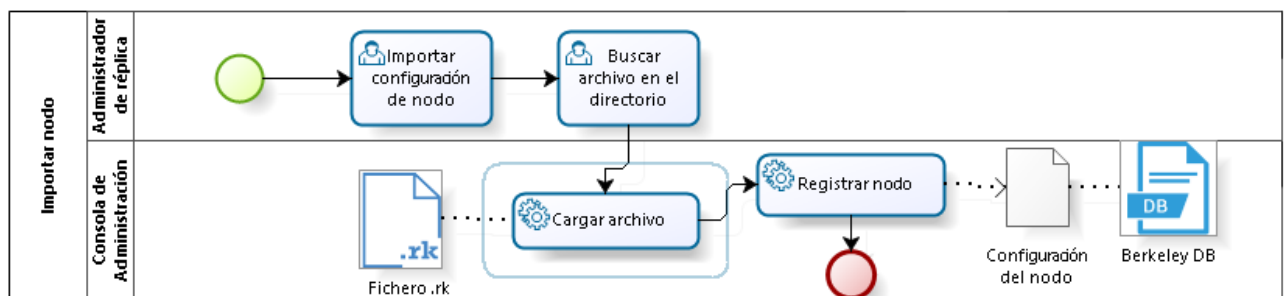 Importar nodo
Administrador
de réplica
Importar
configuración
de nodo
Buscar
archivo en el
directorio
Consola de
Administración
.rk
Fichero .rk
Cargar archivo
Registrar nodo
Configuración
del nodo
DB
Berkeley DB